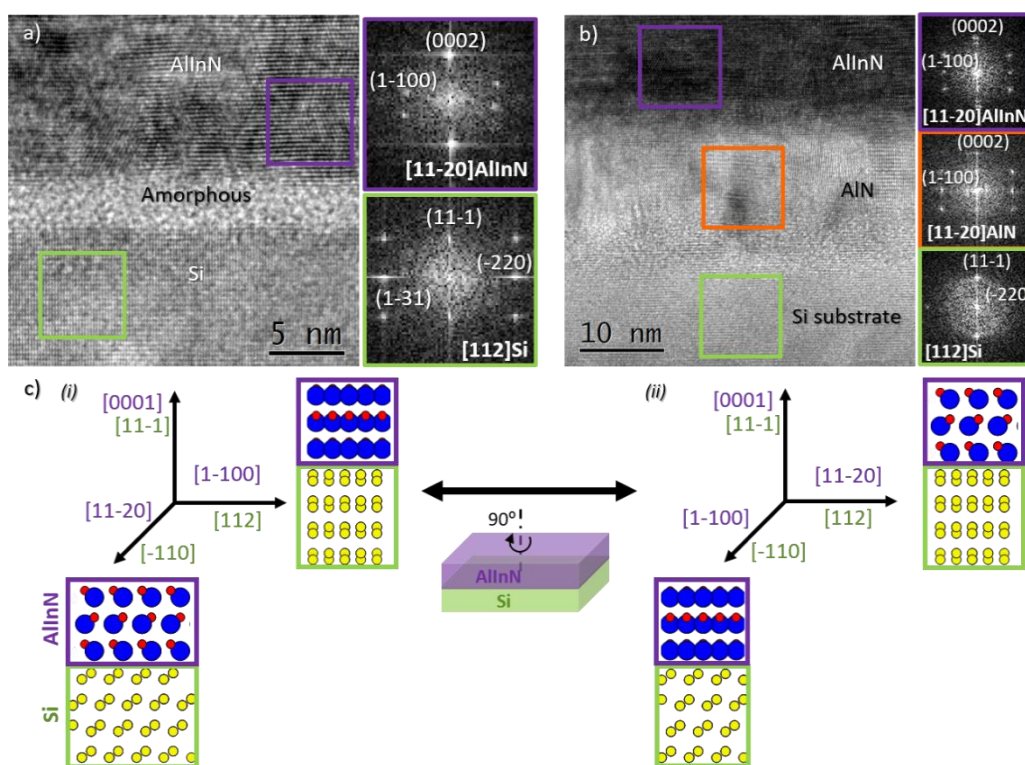 a)
AlInN
Amorphous
Si
5 nm
(0002)
(1-100)
[11-20]AlInN
(11-1)
(-220)
(1-31)
[112]Si
b)
AlInN
AlN
Si substrate
10 nm
(0002)
(1-100)
[11-20]AlInN
(0002)
(1-100)
[11-20]AlN
(11-1)
(-220)
[112]Si
c)
(i)
[0001]
[11-1]
[1-100]
[11-20]
[112]
[-110]
AlInN
Si
90º
AlInN
Si
(ii)
[0001]
[11-1]
[11-20]
[1-100]
[112]
[-110]